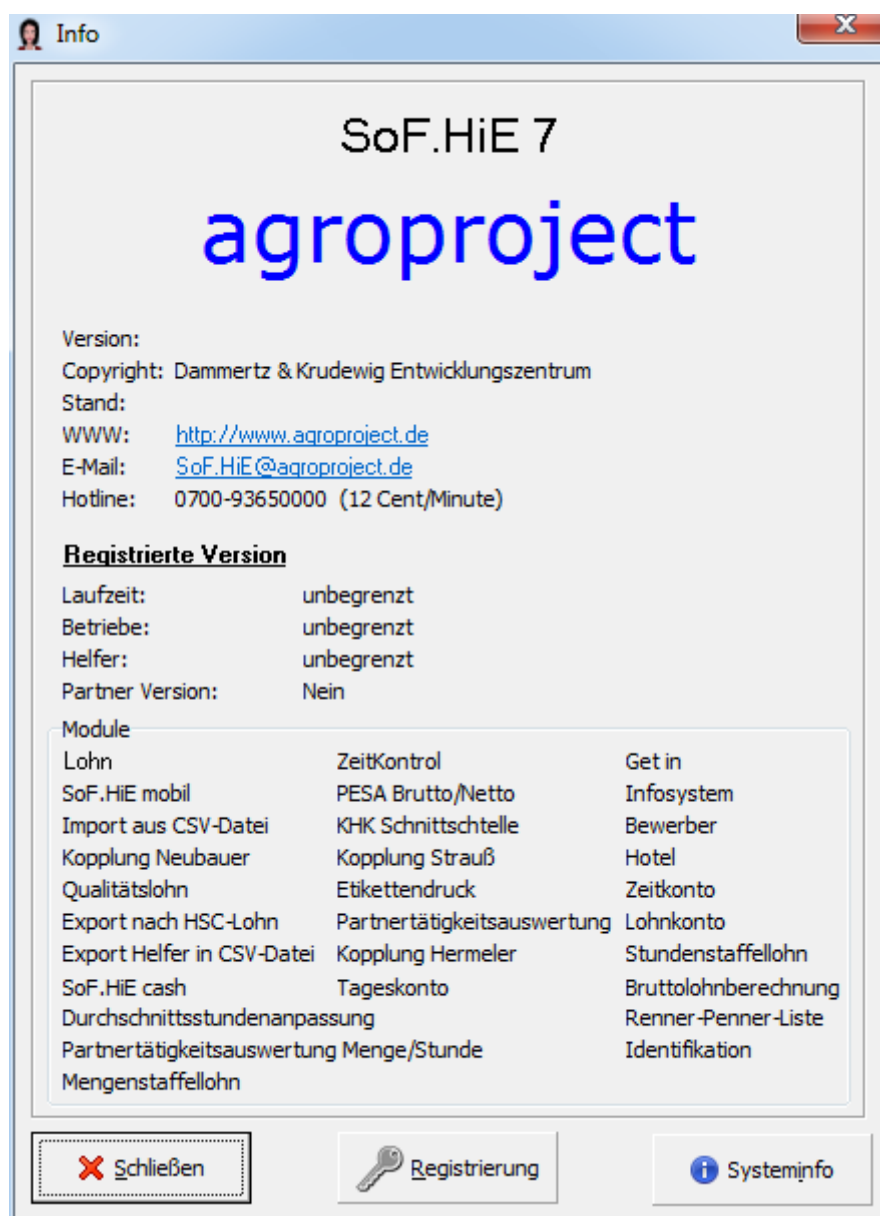 Info
SoF.HiE 7
agroproject
Version:
Copyright: Dammertz & Krudewig Entwicklungszentrum
Stand:
WWW: http://www.agroproject.de
E-Mail: SoF.HiE@agroproject.de
Hotline: 0700-93650000 (12 Cent/Minute)
Registrierte Version
Laufzeit: unbegrenzt
Betriebe: unbegrenzt
Helfer: unbegrenzt
Partner Version: Nein
Module
Lohn ZeitKontrol Get in
SoF.HiE mobil PESA Brutto/Netto Infosystem
Import aus CSV-Datei KHK Schnittschtelle Bewerber
Kopplung Neubauer Kopplung Strauß Hotel
Qualitätslohn Etikettendruck Zeitkonto
Export nach HSC-Lohn Partnertätigkeitsauswertung Lohnkonto
Export Helfer in CSV-Datei Kopplung Hermeler Stundenstaffellohn
SoF.HiE cash Tageskonto Bruttolohnberechnung
Durchschnittsstundenanpassung Renner-Penner-Liste
Partnertätigkeitsauswertung Menge/Stunde Identifikation
Mengenstaffellohn
Schließen Registrierung Systeminfo